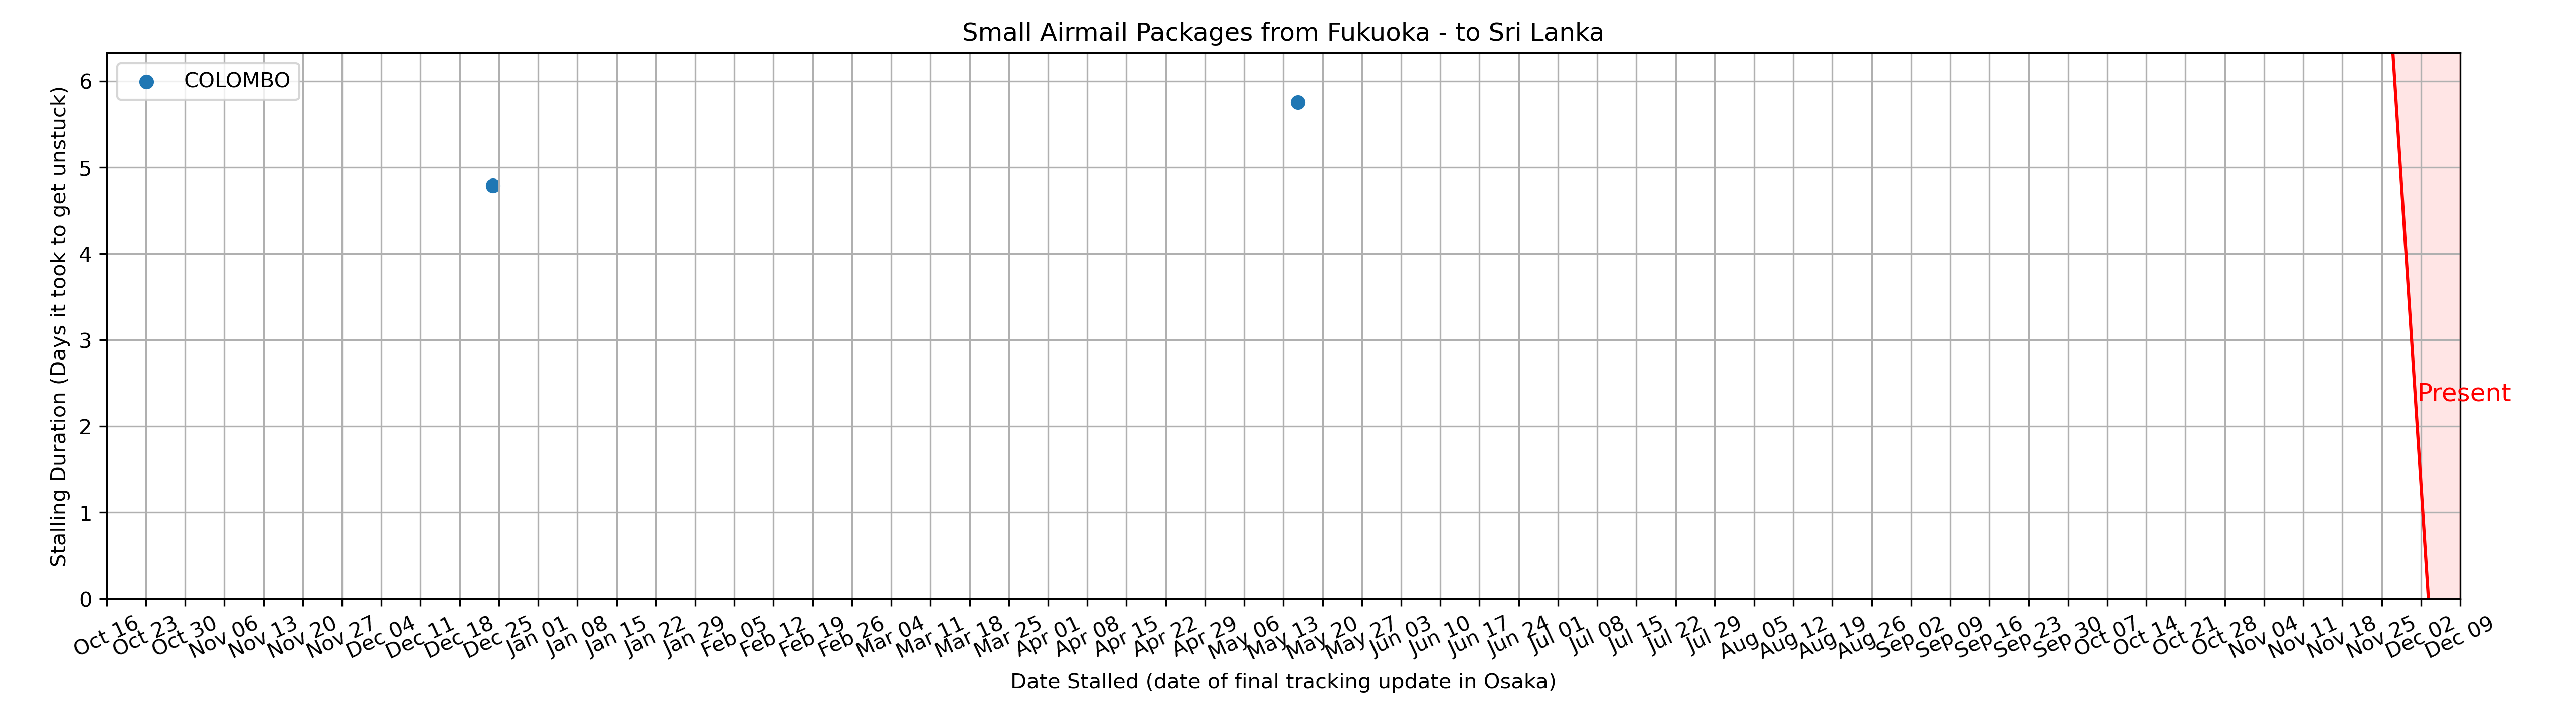 Small Airmail Packages from Fukuoka - to Sri Lanka
COLOMBO
Stalling Duration (Days it took to get unstuck)
6
5
4
3
2
1
0
Present
Oct 16
Oct 23
Oct 30
Nov 06
Nov 13
Nov 20
Nov 27
Dec 04
Dec 11
Dec 18
Dec 25
Jan 01
Jan 08
Jan 15
Jan 22
Jan 29
Feb 05
Feb 12
Feb 19
Feb 26
Mar 04
Mar 11
Mar 18
Mar 25
Apr 01
Apr 08
Apr 15
Apr 22
Apr 29
May 06
May 13
May 20
May 27
Jun 03
Jun 10
Jun 17
Jun 24
Jul 01
Jul 08
Jul 15
Jul 22
Jul 29
Aug 05
Aug 12
Aug 19
Aug 26
Sep 02
Sep 09
Sep 16
Sep 23
Sep 30
Oct 07
Oct 14
Oct 21
Oct 28
Nov 04
Nov 11
Nov 18
Nov 25
Dec 02
Dec 09
Date Stalled (date of final tracking update in Osaka)